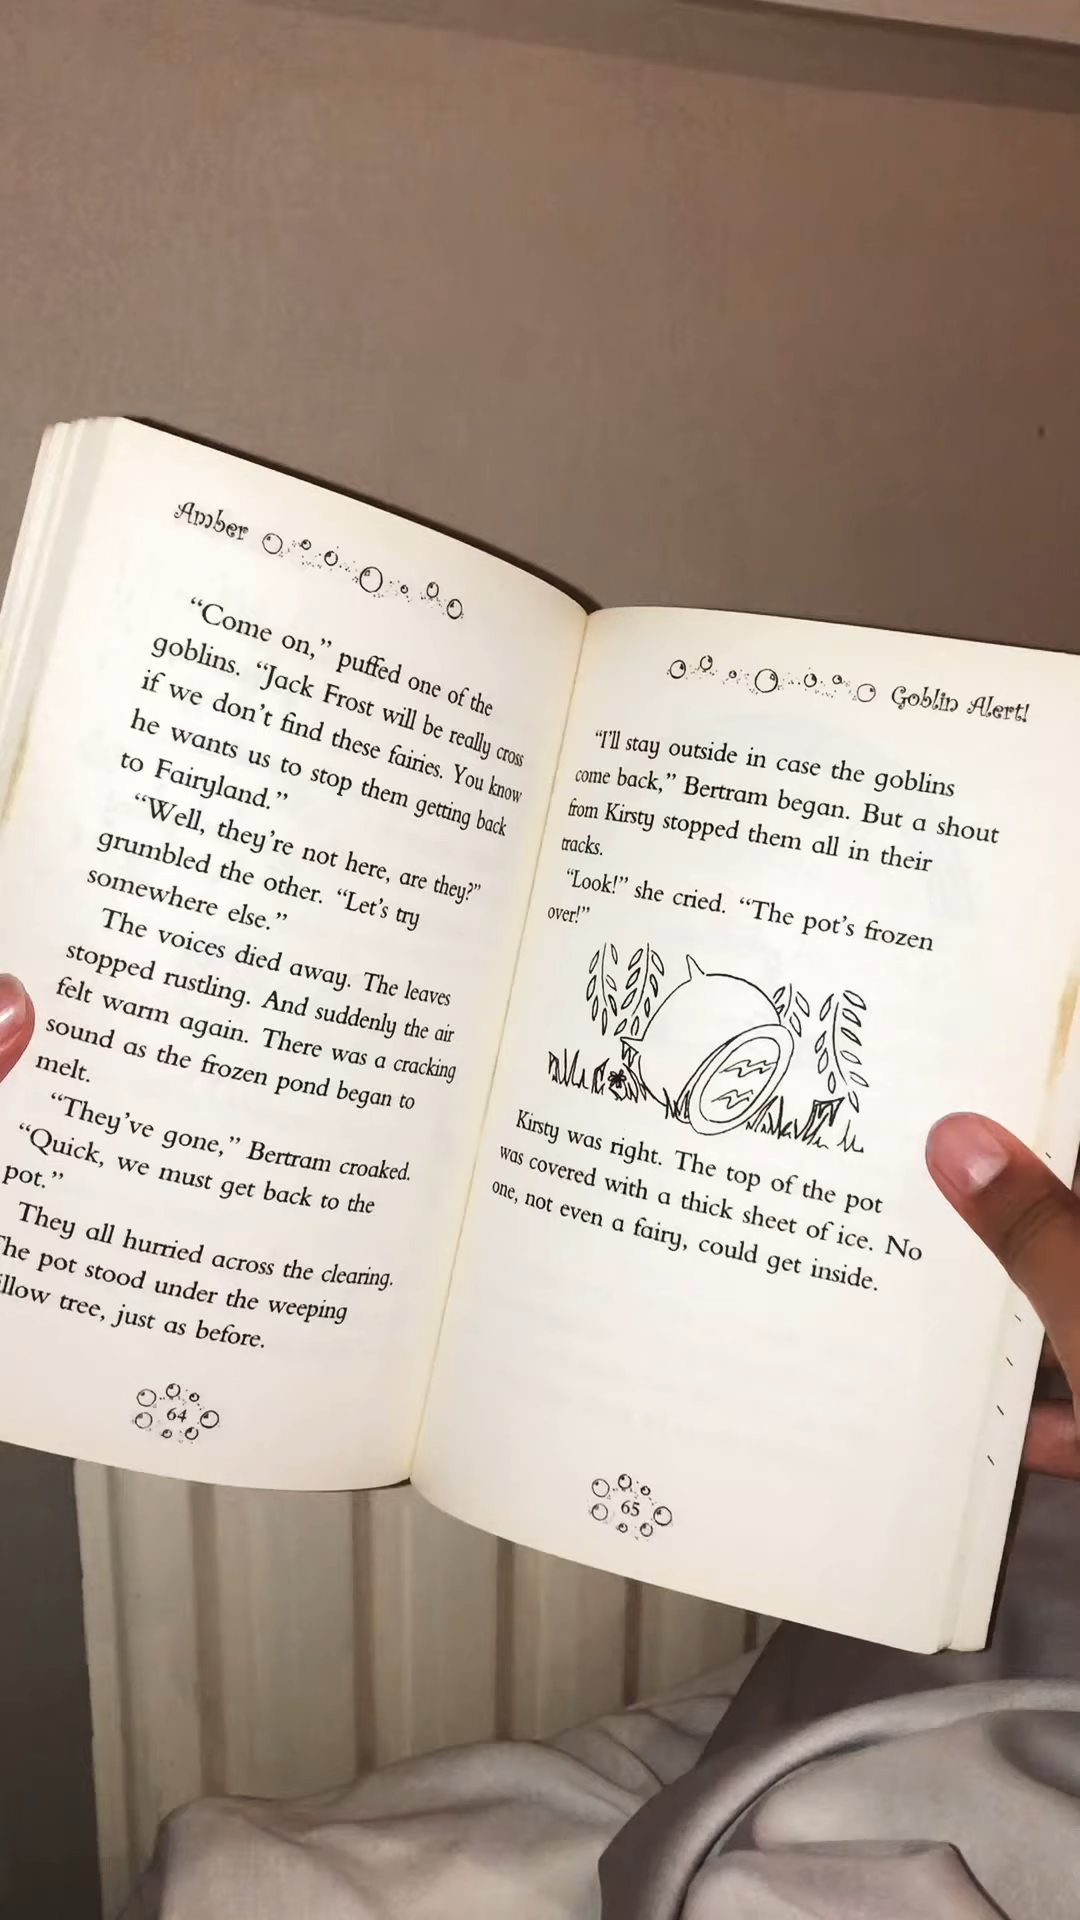 Amber
“Come on,” puffed one of the
goblins. “Jack Frost will be really cross
if we don’t find these fairies. You know
he wants us to stop them getting back
to Fairyland.”
“Well, they’re not here, are they?”
grumbled the other. “Let’s try
somewhere else.”
The voices died away. The leaves
stopped rustling. And suddenly the air
felt warm again. There was a cracking
sound as the frozen pond began to
melt.
“They’ve gone,” Bertram croaked.
“Quick, we must get back to the
pot.”
They all hurried across the clearing.
The pot stood under the weeping
illow tree, just as before.
64
Goblin Alert!
“I’ll stay outside in case the goblins
come back,” Bertram began. But a shout
from Kirsty stopped them all in their
tracks.
“Look!” she cried. “The pot’s frozen
over!”
Kirsty was right. The top of the pot
was covered with a thick sheet of ice. No
one, not even a fairy, could get inside.
65